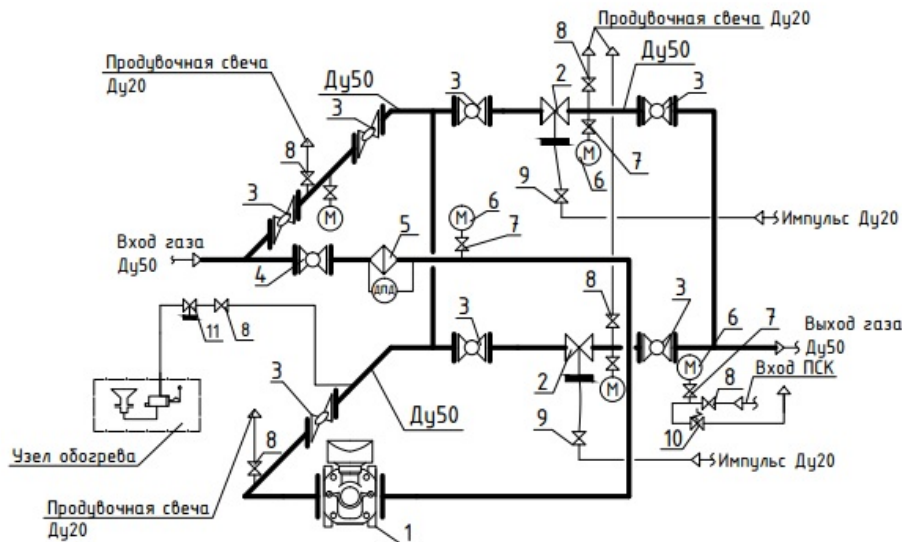 Продувочная свеча Ду20
8
Продувочная свеча
Ду20
Ду50
3
2
Ду50
3
3
8
7
М
6
9
Импульс Ду20
3
М
6
7
5
Вход газа
Ду50
4
ДПД
8
3
6
7
Выход газа
Ду50
М
Вход ПСК
8
11
8
3
3
2
М
10
Ду50
9
Импульс Ду20
Узел обогрева
8
Продувочная свеча
Ду20
1